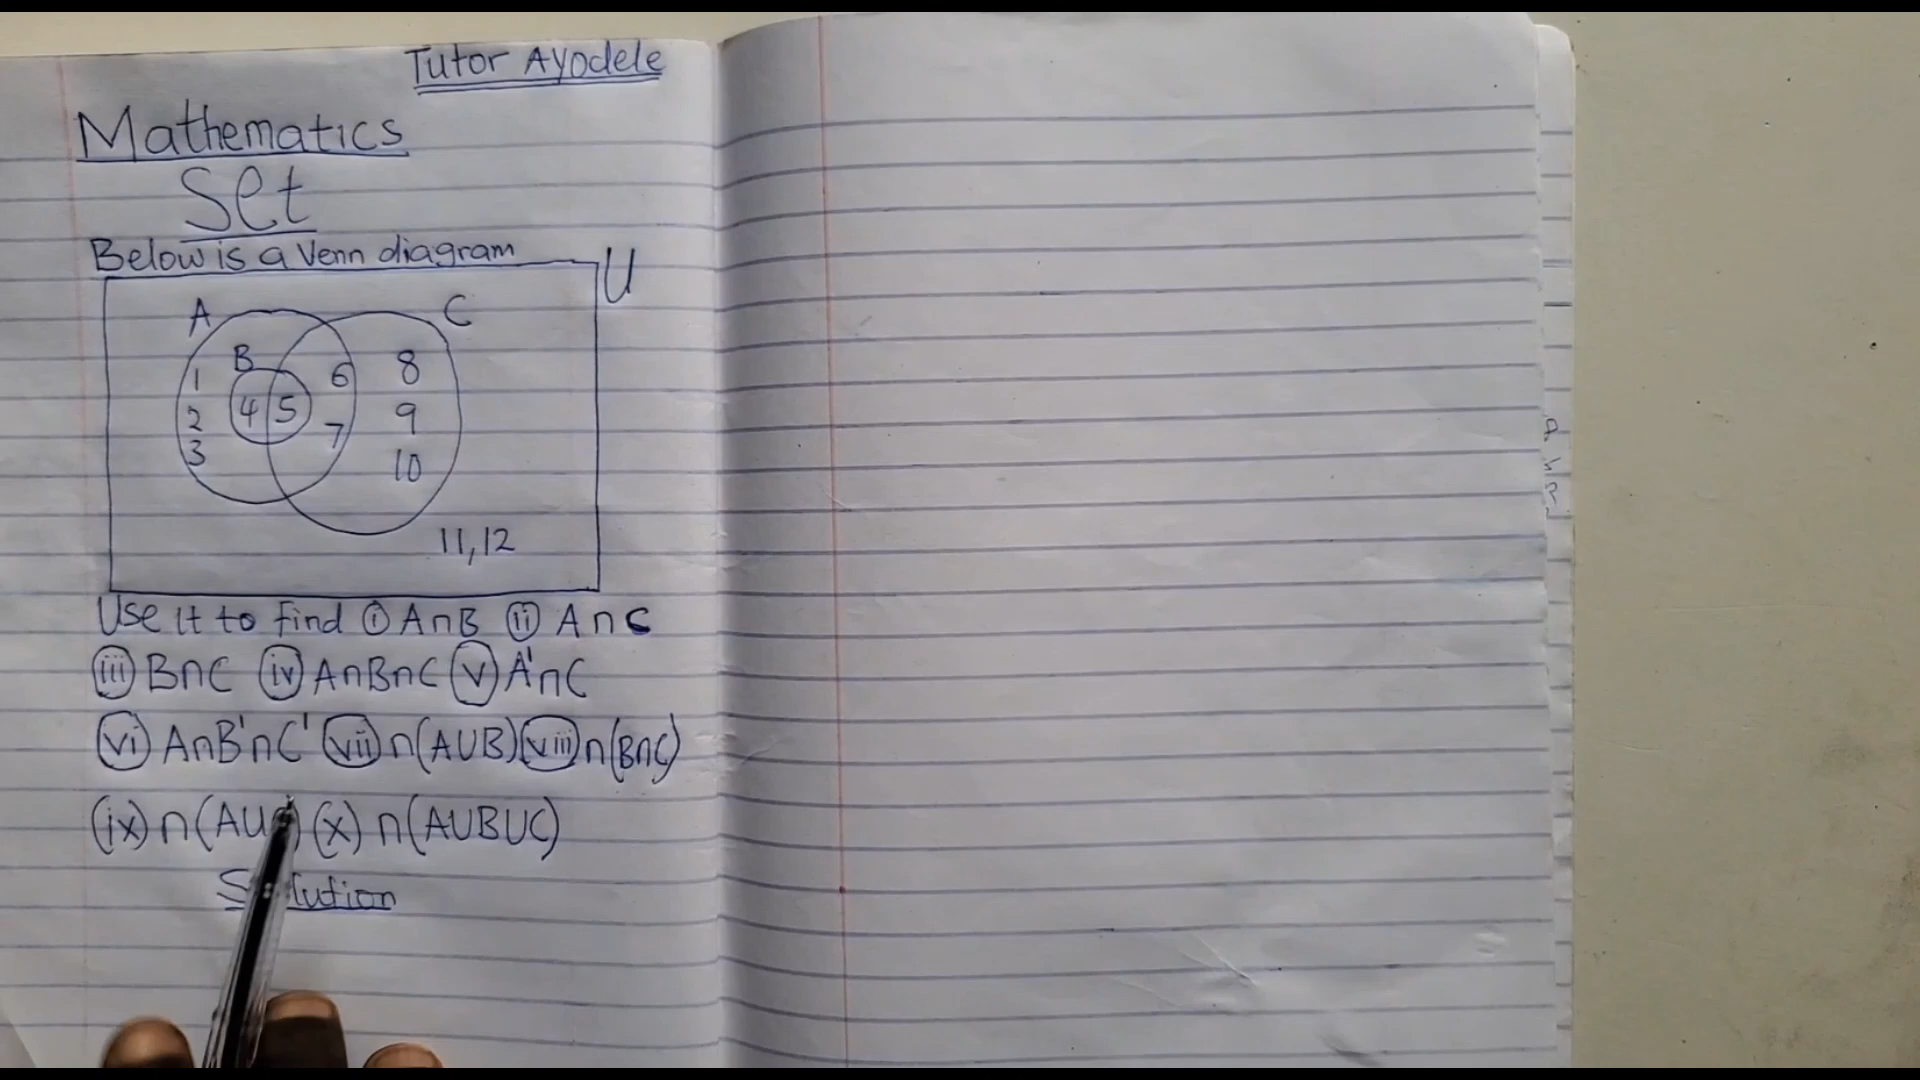 Tutor Ayodele
Mathematics
Set
Below is a Venn diagram
U
A C
B
1 4 5 6 8
2 7 9
3 10
11, 12
Use it to find (i) A∩B (ii) A∩C
(iii) B∩C (iv) A∩B∩C (v) A'∩C
(vi) A∩B'∩C' (vii) n(AUB) (viii) n(B∩C)
(ix) n(AU ) (x) n(AUBUC)